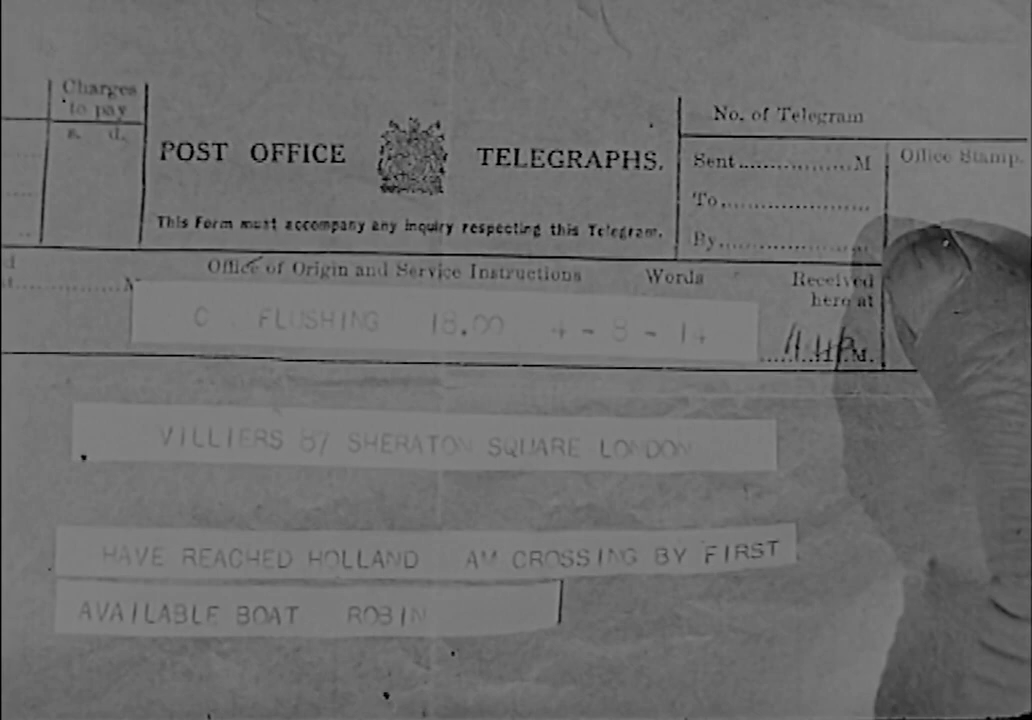 Charges
to pay
s. d.
POST OFFICE TELEGRAPHS.
This Form must accompany any inquiry respecting this Telegram.
No. of Telegram
Sent................M
To...................
By...................
Office Stamp.
Office of Origin and Service Instructions Words
Received
here at
M.
C FLUSHING 18.00 4-8-14
VILLIERS 87 SHERATON SQUARE LONDON
HAVE REACHED HOLLAND AM CROSSING BY FIRST
AVAILABLE BOAT ROBIN